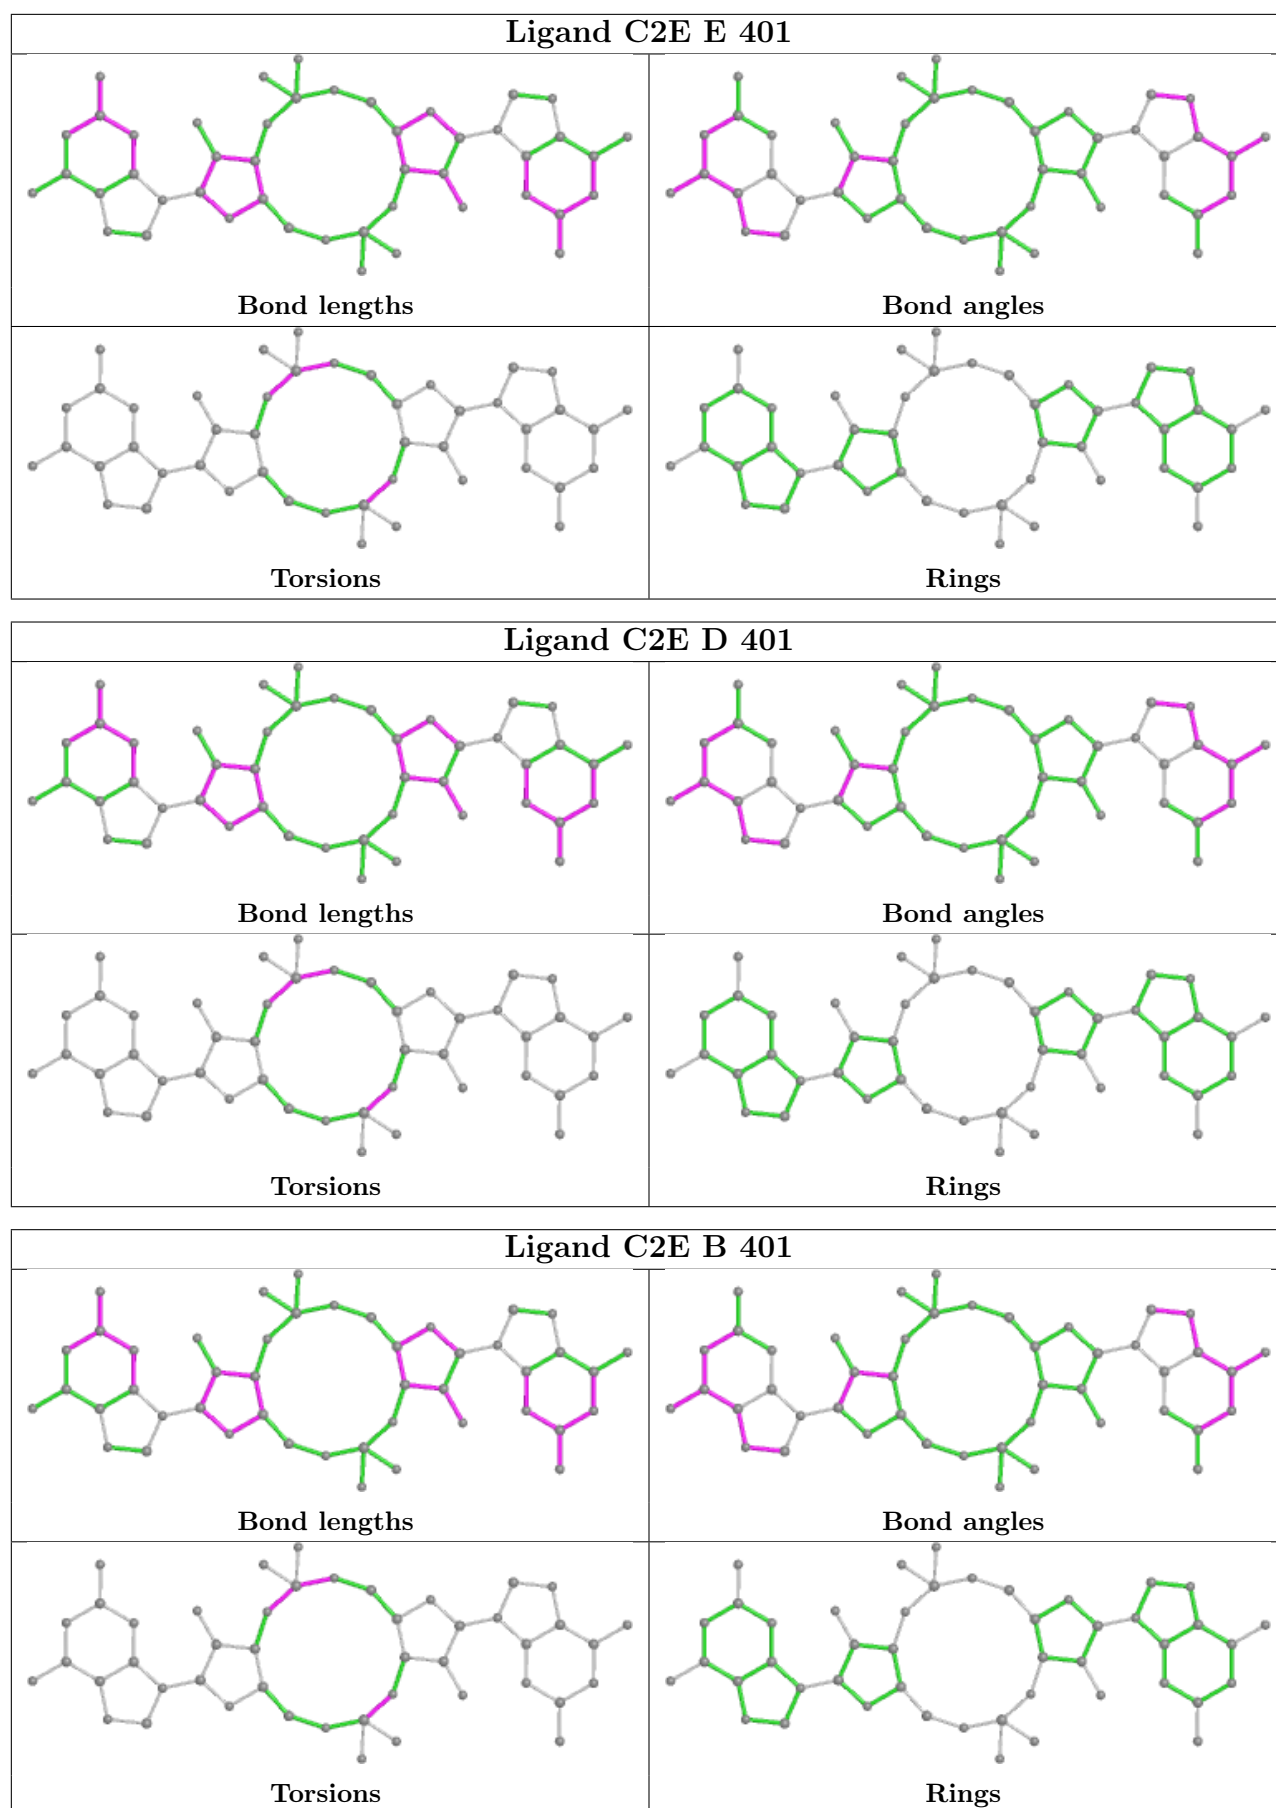 Ligand C2E E 401
Bond lengths
Bond angles
Torsions
Rings
Ligand C2E D 401
Bond lengths
Bond angles
Torsions
Rings
Ligand C2E B 401
Bond lengths
Bond angles
Torsions
Rings